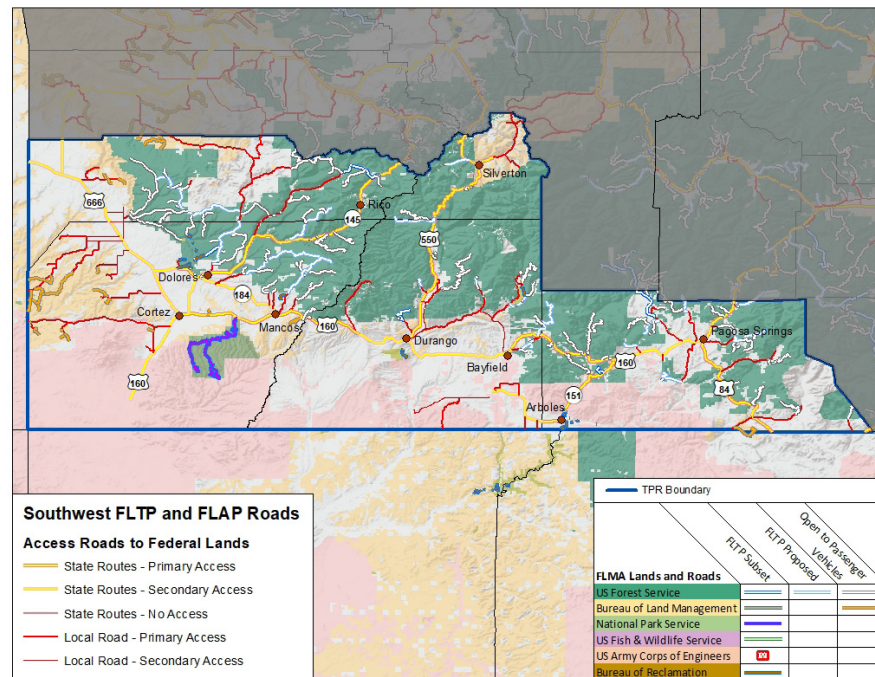 Silverton
666
Rico
145
550
Dolores
184
Cortez
Mancos
160
Durango
Pagosa Springs
Bayfield
160
160
151
84
Arboles
Southwest FLTP and FLAP Roads
Access Roads to Federal Lands
State Routes - Primary Access
State Routes - Secondary Access
State Routes - No Access
Local Road - Primary Access
Local Road - Secondary Access
TPR Boundary
FLTP Subset
FLTP Proposed
Open to Passenger
Vehicles
FLMA Lands and Roads
US Forest Service
Bureau of Land Management
National Park Service
US Fish & Wildlife Service
US Army Corps of Engineers
Bureau of Reclamation